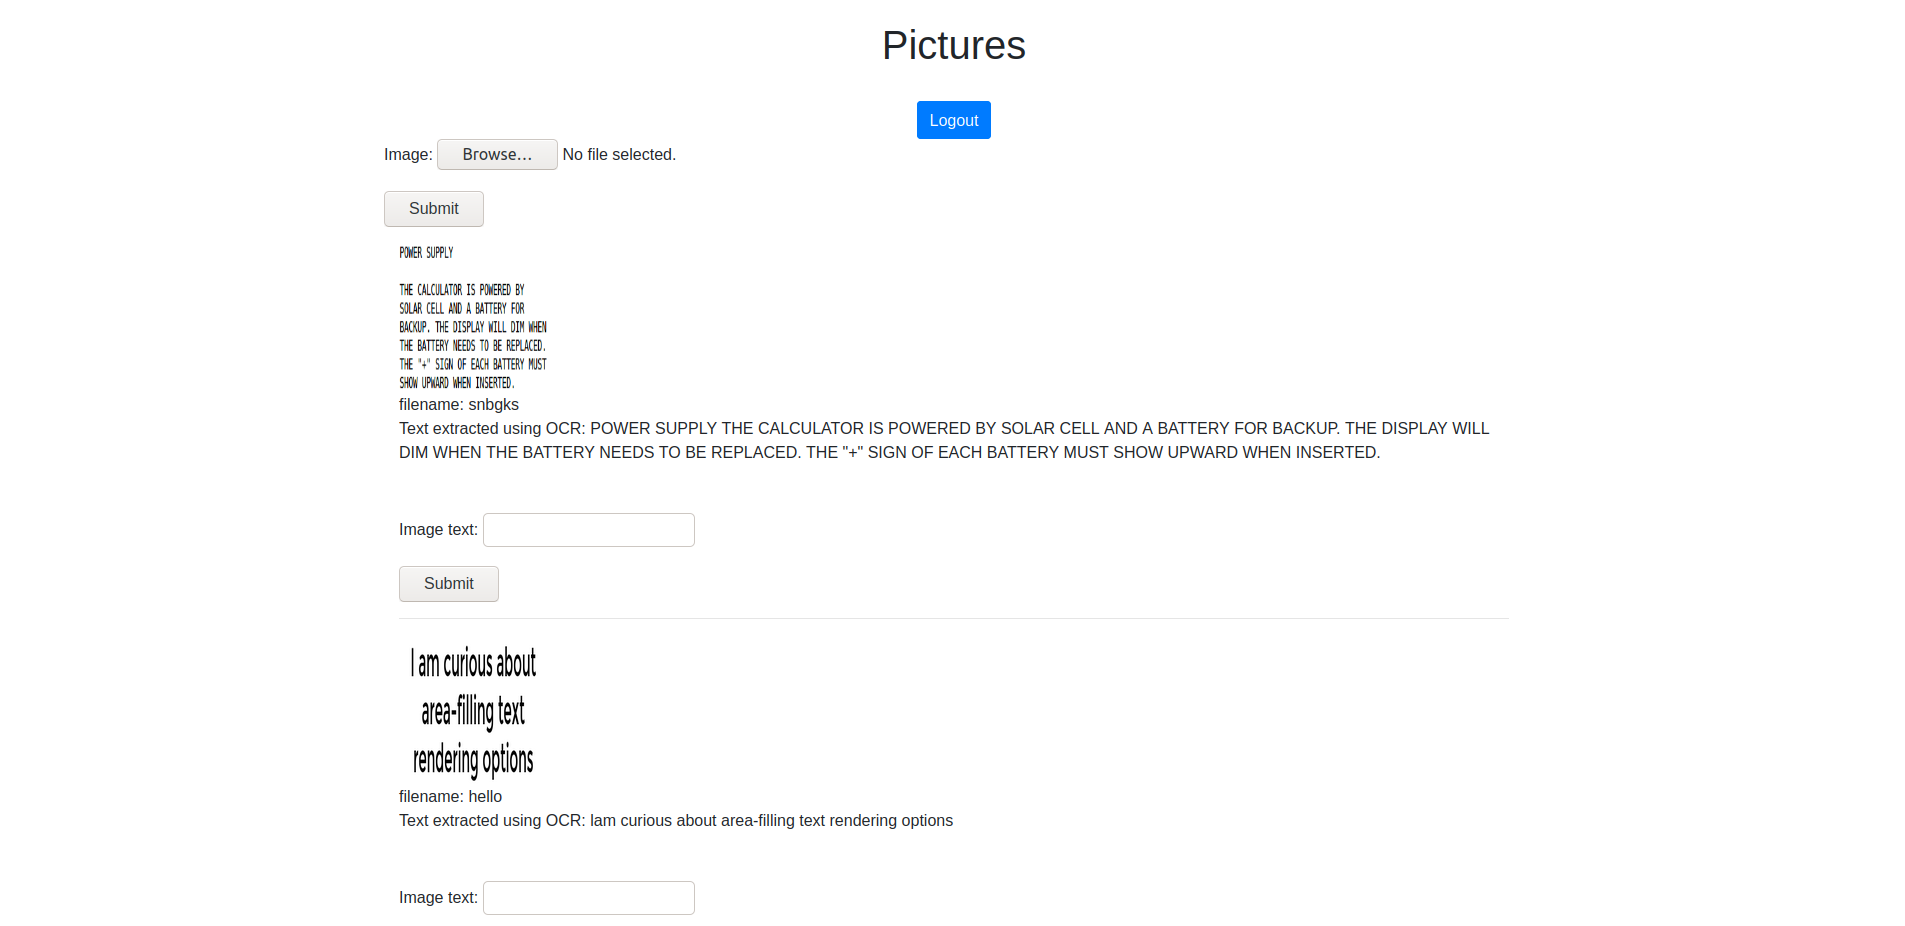 Pictures
Logout
Image: Browse... No file selected.
Submit
POWER SUPPLY
THE CALCULATOR IS POWERED BY
SOLAR CELL AND A BATTERY FOR
BACKUP. THE DISPLAY WILL DIM WHEN
THE BATTERY NEEDS TO BE REPLACED.
THE "+" SIGN OF EACH BATTERY MUST
SHOW UPWARD WHEN INSERTED.
filename: snbgks
Text extracted using OCR: POWER SUPPLY THE CALCULATOR IS POWERED BY SOLAR CELL AND A BATTERY FOR BACKUP. THE DISPLAY WILL
DIM WHEN THE BATTERY NEEDS TO BE REPLACED. THE "+" SIGN OF EACH BATTERY MUST SHOW UPWARD WHEN INSERTED.
Image text:
Submit
I am curious about
area-filling text
rendering options
filename: hello
Text extracted using OCR: lam curious about area-filling text rendering options
Image text: